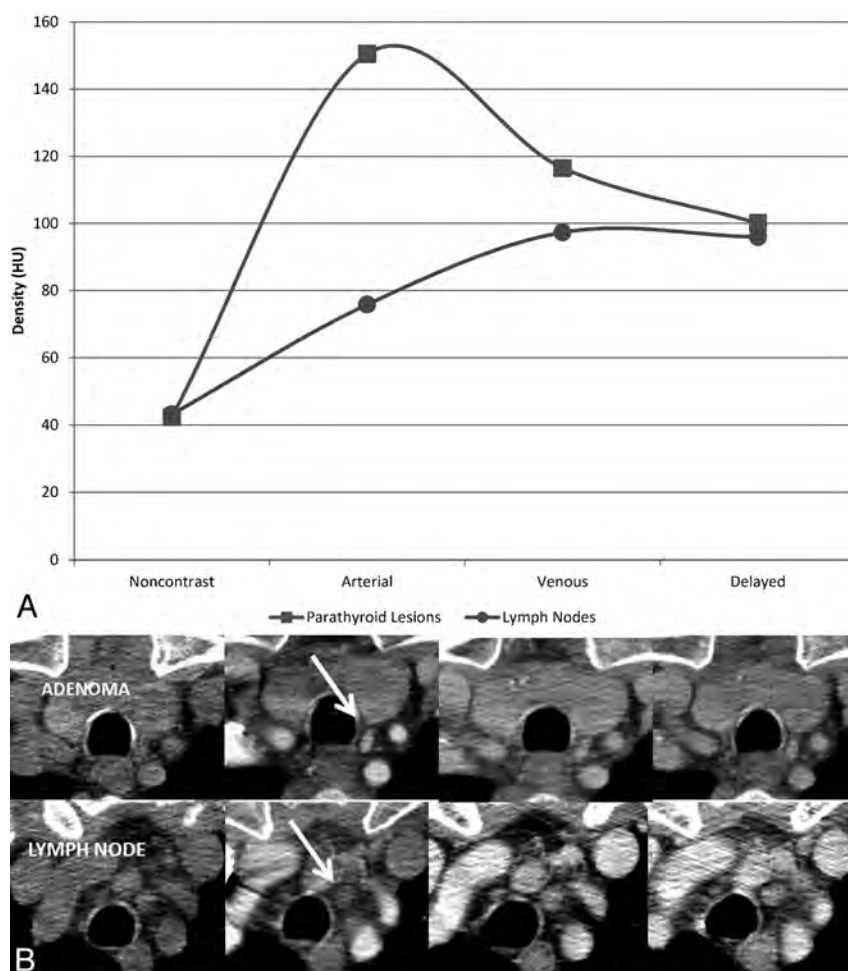 160
140
120
100
80
60
40
20
0
Density (HU)
Noncontrast Arterial Venous Delayed
A
Parathyroid Lesions Lymph Nodes
ADENOMA
LYMPH NODE
B